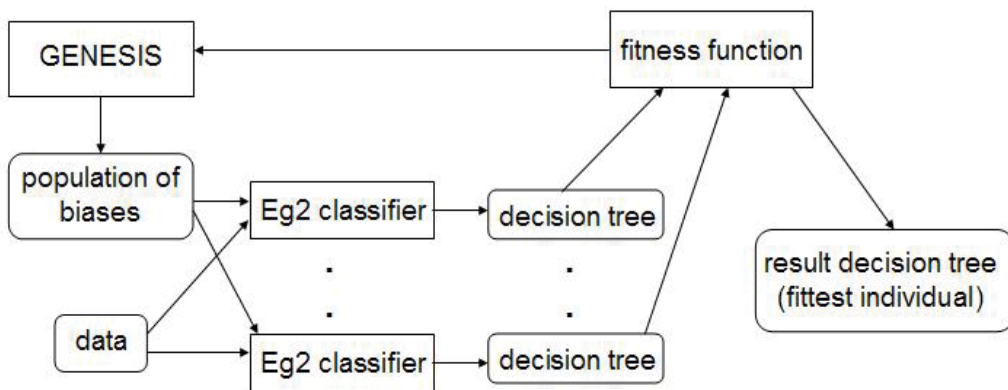 GENESIS
fitness function
population of
biases
Eg2 classifier
decision tree
result decision tree
(fittest individual)
data
Eg2 classifier
decision tree